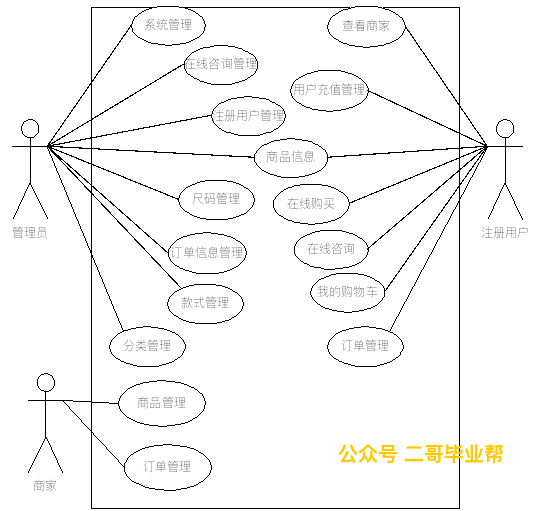 系统管理
查看商家
在线咨询管理
用户充值管理
注册用户管理
商品信息
尺码管理
在线购买
管理员
注册用户
订单信息管理
在线咨询
我的购物车
款式管理
分类管理
订单管理
商品管理
公众号 二哥毕业帮
订单管理
商家